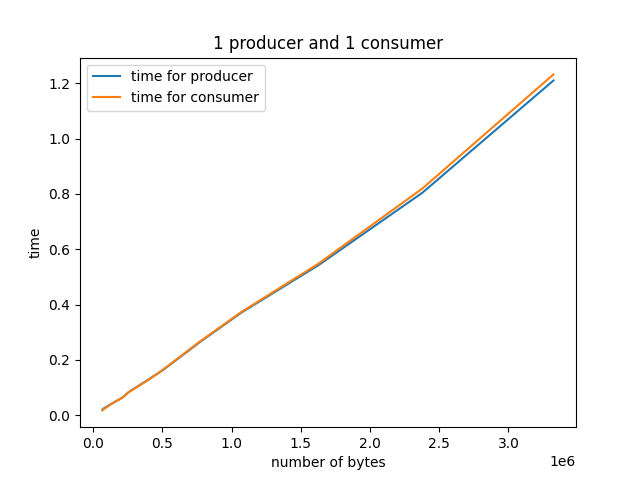 1 producer and 1 consumer
time for producer
time for consumer
time
1.2
1.0
0.8
0.6
0.4
0.2
0.0
0.0 0.5 1.0 1.5 2.0 2.5 3.0
1e6
number of bytes